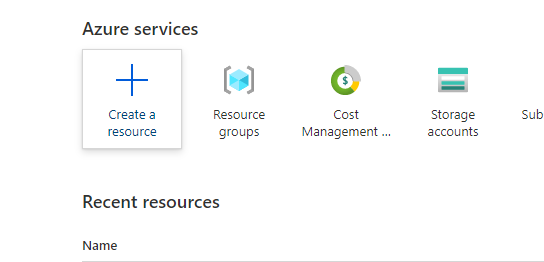 Azure services
Create a
resource
Resource
groups
Cost
Management ...
Storage
accounts
Sub
Recent resources
Name